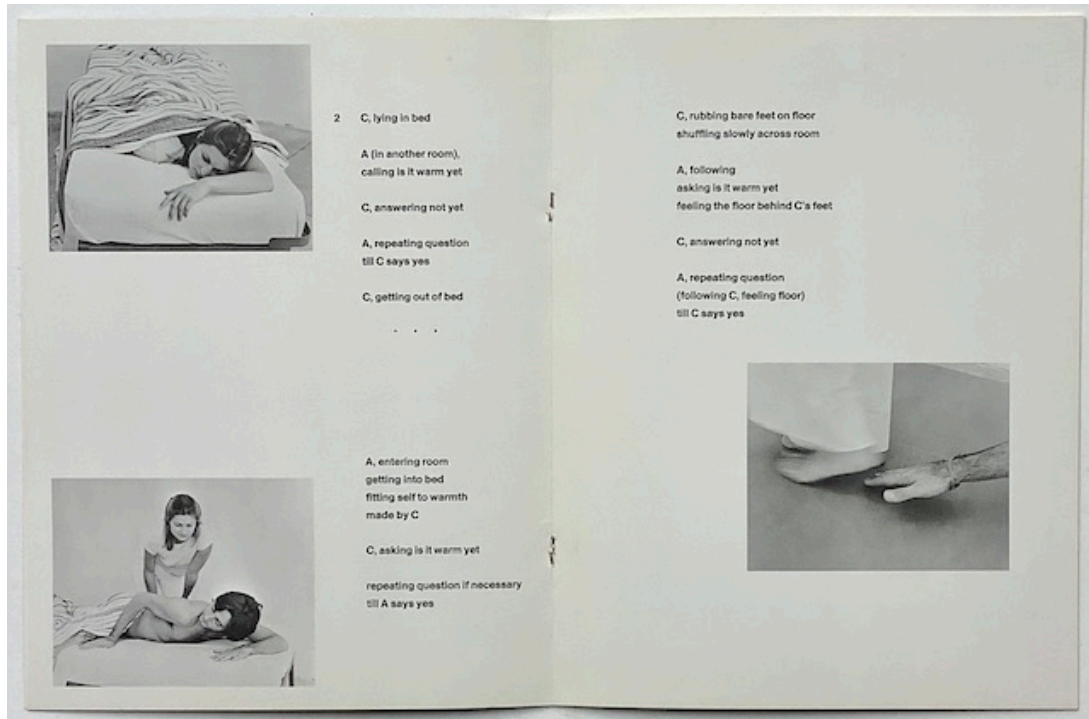 2 C, lying in bed
A (in another room),
calling is it warm yet
C, answering not yet
A, repeating question
till C says yes
C, getting out of bed
. . .
A, entering room
getting into bed
fitting self to warmth
made by C
C, asking is it warm yet
repeating question if necessary
till A says yes
C, rubbing bare feet on floor
shuffling slowly across room
A, following
asking is it warm yet
feeling the floor behind C's feet
C, answering not yet
A, repeating question
(following C, feeling floor)
till C says yes